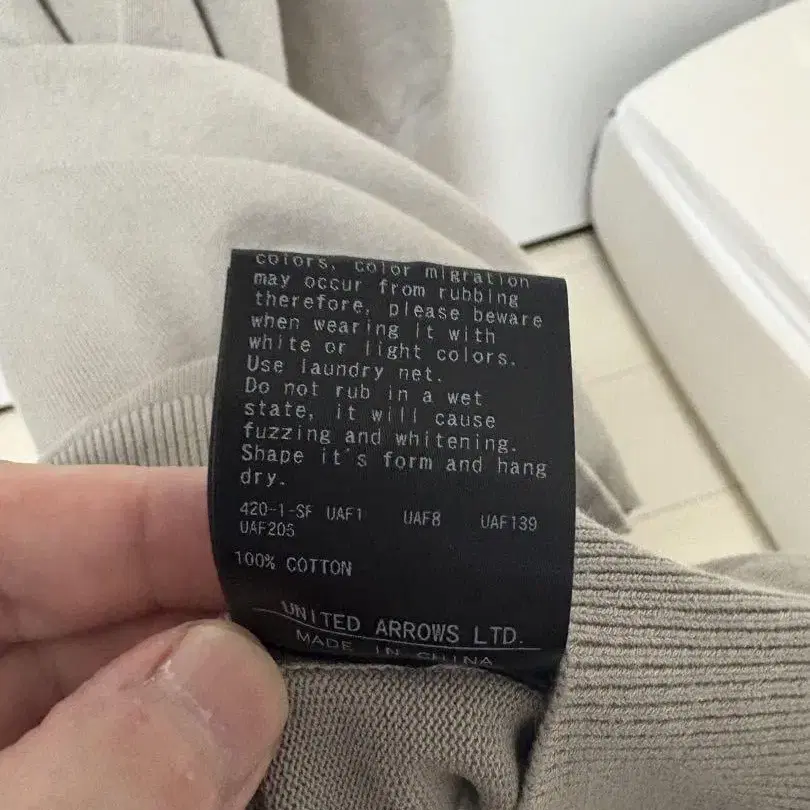 colors, color migration
may occur from rubbing
therefore, please beware
when wearing it with
white or light colors.
Use laundry net.
Do not rub in a wet
state, it will cause
fuzzing and whitening.
Shape it's form and hang
dry.
420-1-SF UAF1 UAF8 UAF139
UAF205
100% COTTON
UNITED ARROWS LTD.
MADE IN CHINA